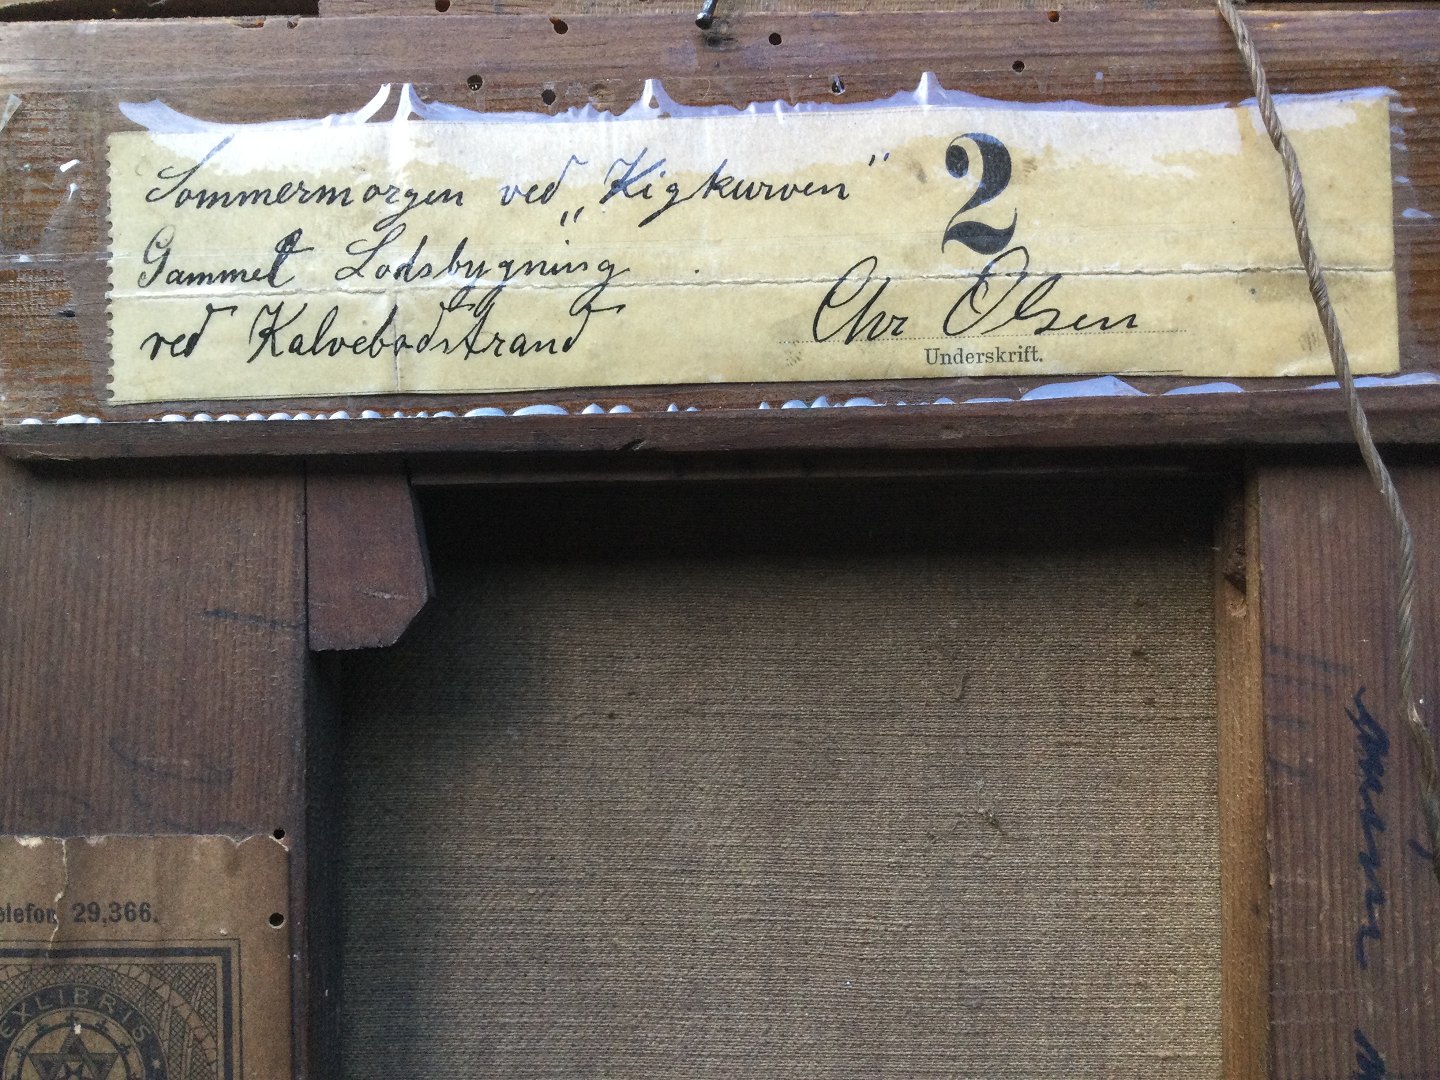 Sommermorgen ved „Kigkurven"
2
Gammel Lodsbygning
ved Kalvebodstrand
Chr Olsen
Underskrift.
elefon 29,366.
EXLIBRIS